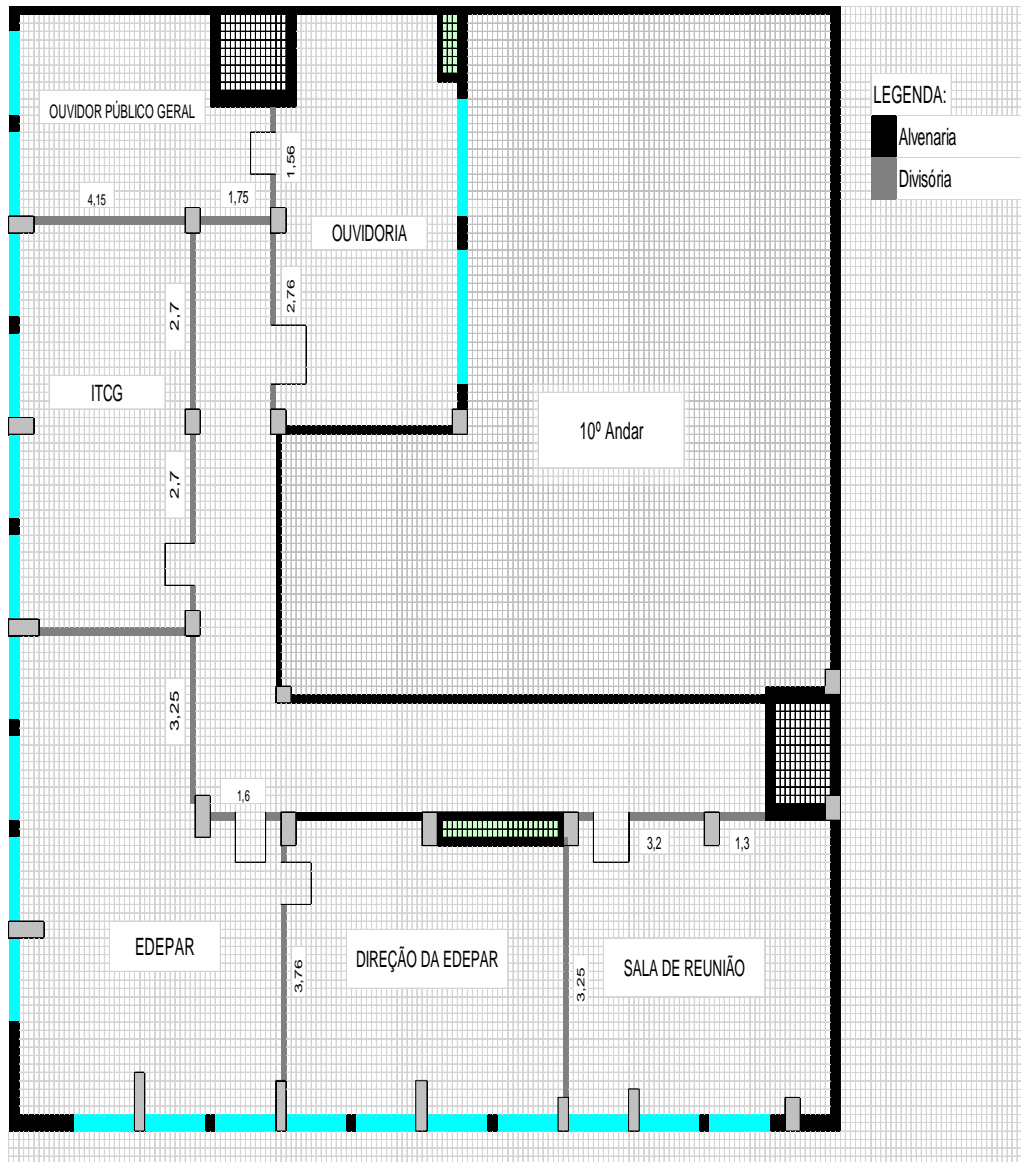 LEGENDA:
Alvenaria
Divisória
OUVIDOR PÚBLICO GERAL
1,56
4,15
1,75
OUVIDORIA
2,76
2,7
ITCG
10º Andar
2,7
3,25
1,6
3,2
1,3
EDEPAR
DIREÇÃO DA EDEPAR
SALA DE REUNIÃO
3,76
3,25